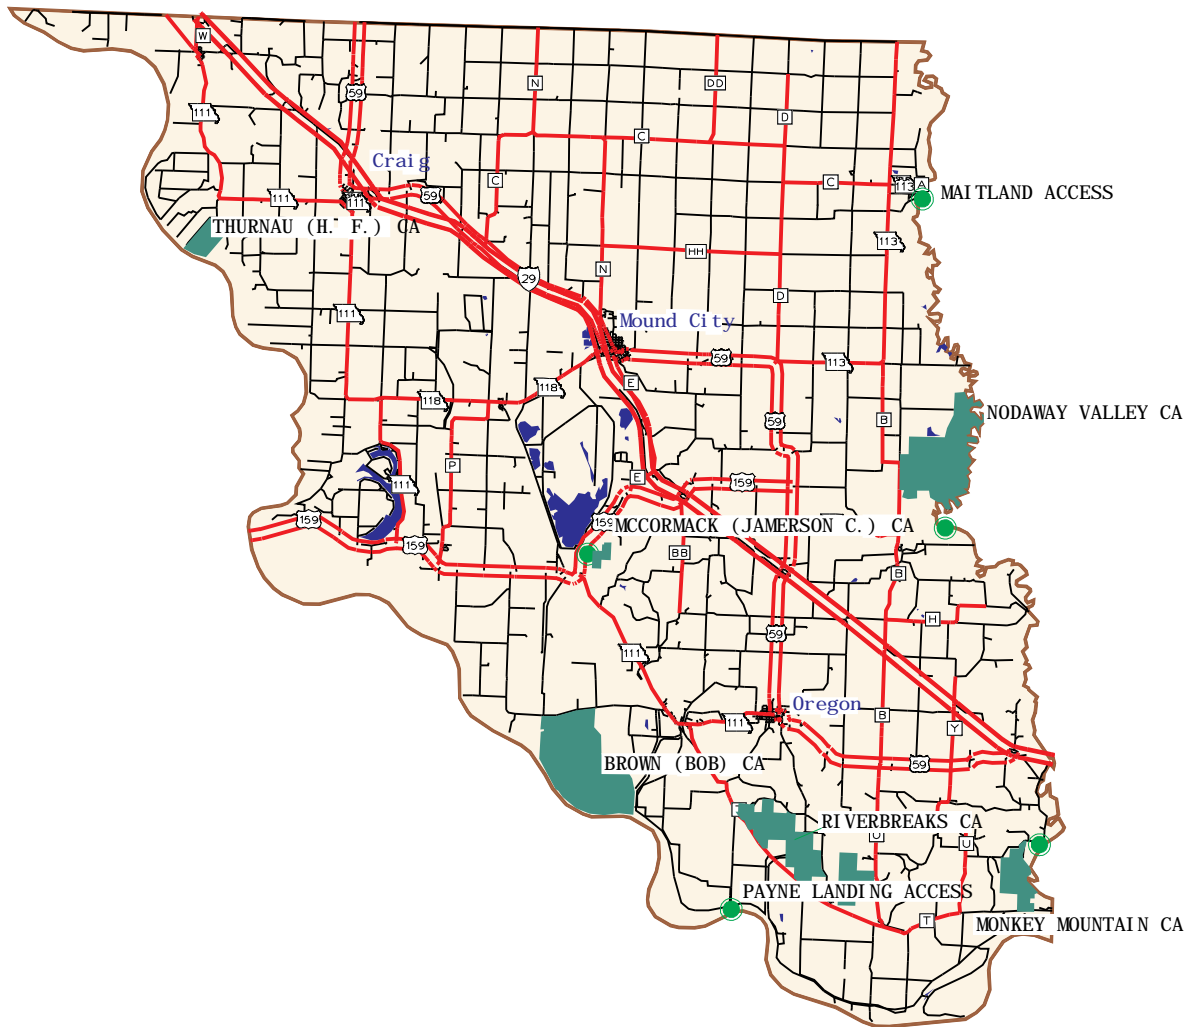 W
59
N
DD
111
D
C
Craig
C
C
113
A
MAITLAND ACCESS
111
111
59
THURNAU (H. F.) CA
113
HH
N
29
D
111
Mound City
59
113
E
118
118
NODAWAY VALLEY CA
59
B
P
E
159
111
159
159
MCCORMACK (JAMERSON C.) CA
159
BB
B
H
59
111
Oregon
B
111
Y
BROWN (BOB) CA
59
T
RIVERBREAKS CA
U
U
PAYNE LANDING ACCESS
T
MONKEY MOUNTAIN CA